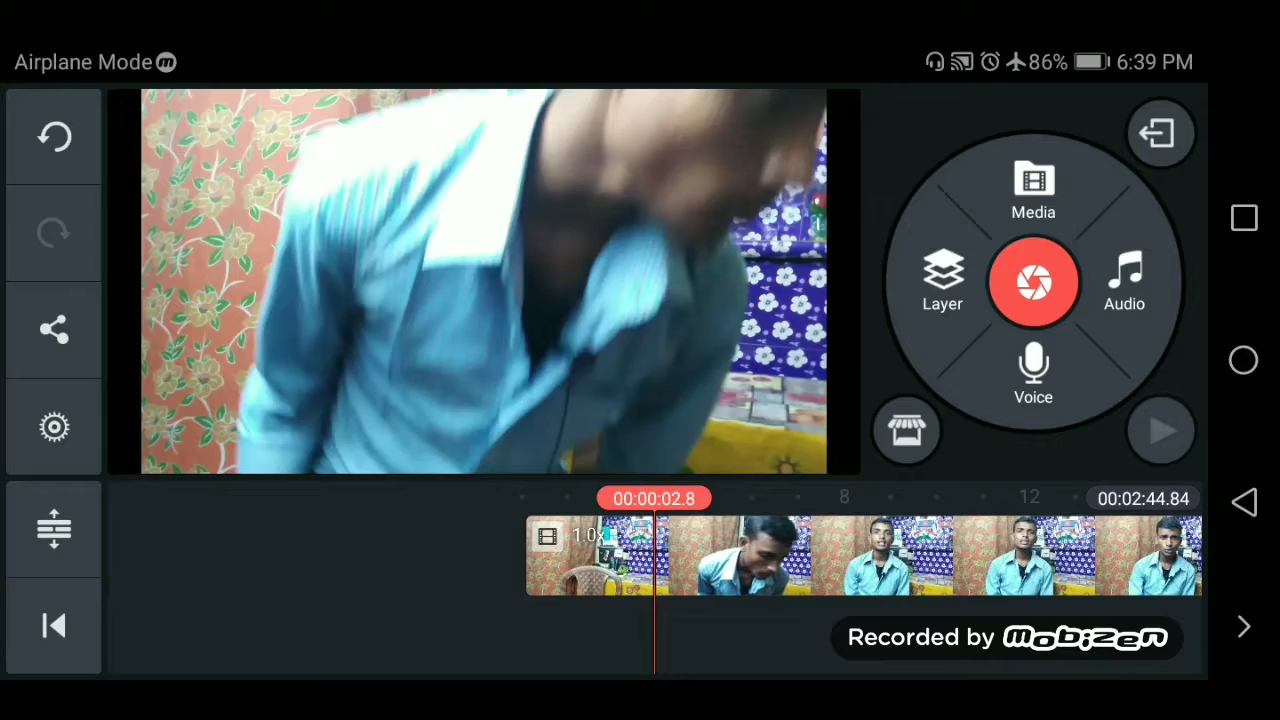 Airplane Mode
86% 6:39 PM
Media
Layer
Audio
Voice
00:00:02.8
8
12
00:02:44.84
1.0x
Recorded by mobizen